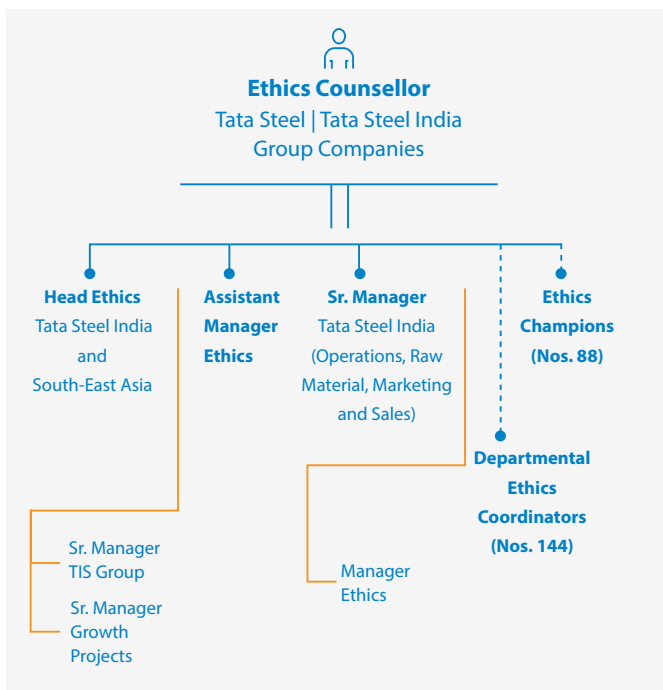 Ethics Counsellor
Tata Steel | Tata Steel India
Group Companies
Head Ethics
Tata Steel India
and
South-East Asia
Assistant
Manager
Ethics
Sr. Manager
Tata Steel India
(Operations, Raw
Material, Marketing
and Sales)
Ethics
Champions
(Nos. 88)
Departmental
Ethics
Coordinators
(Nos. 144)
Sr. Manager
TIS Group
Sr. Manager
Growth
Projects
Manager
Ethics